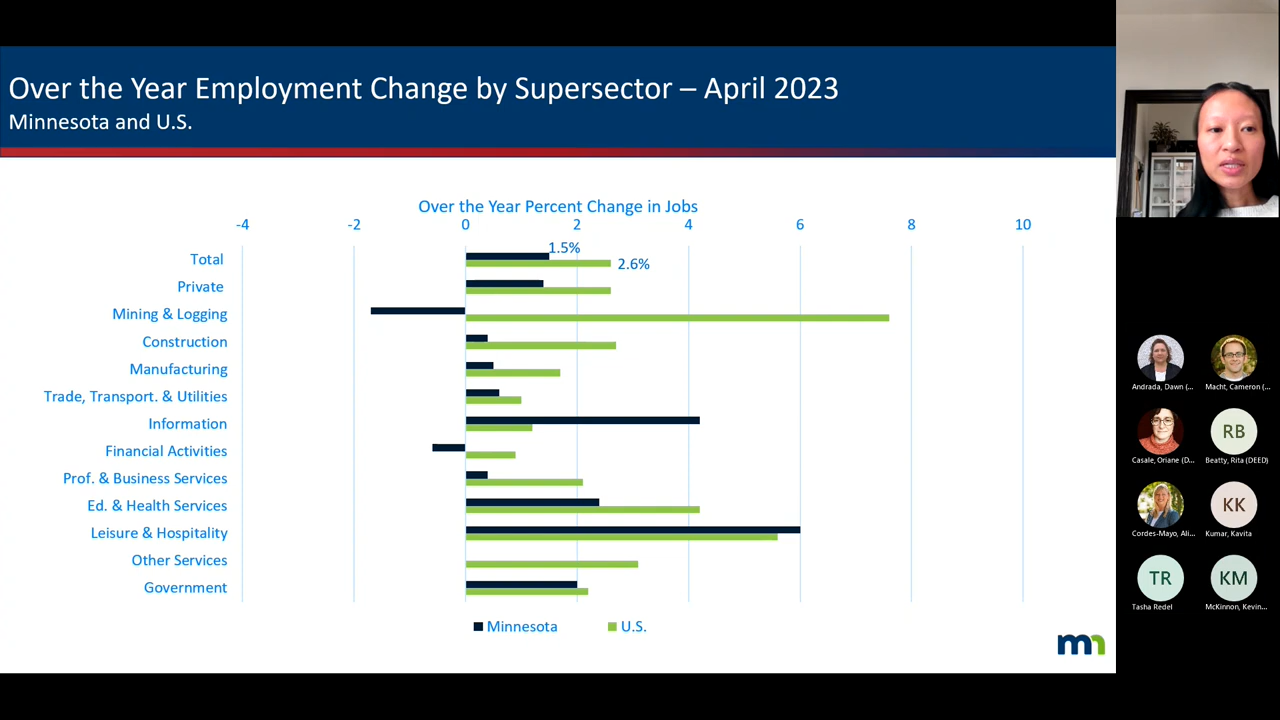 Over the Year Employment Change by Supersector – April 2023
Minnesota and U.S.
Over the Year Percent Change in Jobs
-4 -2 0 2 4 6 8 10
1.5%
Total
2.6%
Private
Mining & Logging
Construction
Manufacturing
Trade, Transport. & Utilities
Information
Financial Activities
Prof. & Business Services
Ed. & Health Services
Leisure & Hospitality
Other Services
Government
Minnesota U.S.
mn
Andrada, Dawn (... Macht, Cameron (...
RB
Casale, Oriane (D... Beatty, Rita (DEED)
KK
Cordes-Mayo, Ali... Kumar, Kavita
TR KM
Tasha Redel McKinnon, Kevin...